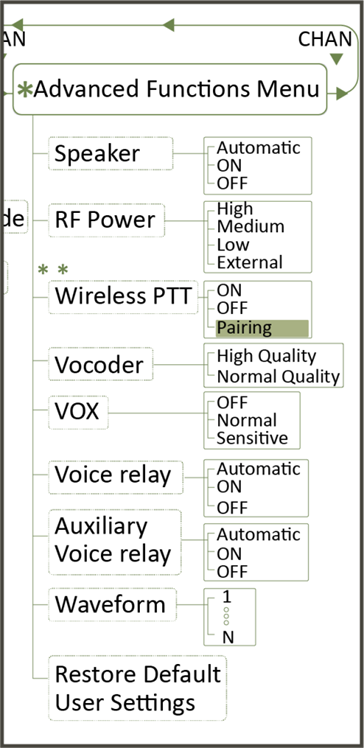 AN
CHAN
*Advanced Functions Menu
Speaker
Automatic
ON
OFF
de
RF Power
High
Medium
Low
External
* *
Wireless PTT
ON
OFF
Pairing
Vocoder
High Quality
Normal Quality
VOX
OFF
Normal
Sensitive
Voice relay
Automatic
ON
OFF
Auxiliary
Voice relay
Automatic
ON
OFF
Waveform
1
N
Restore Default
User Settings